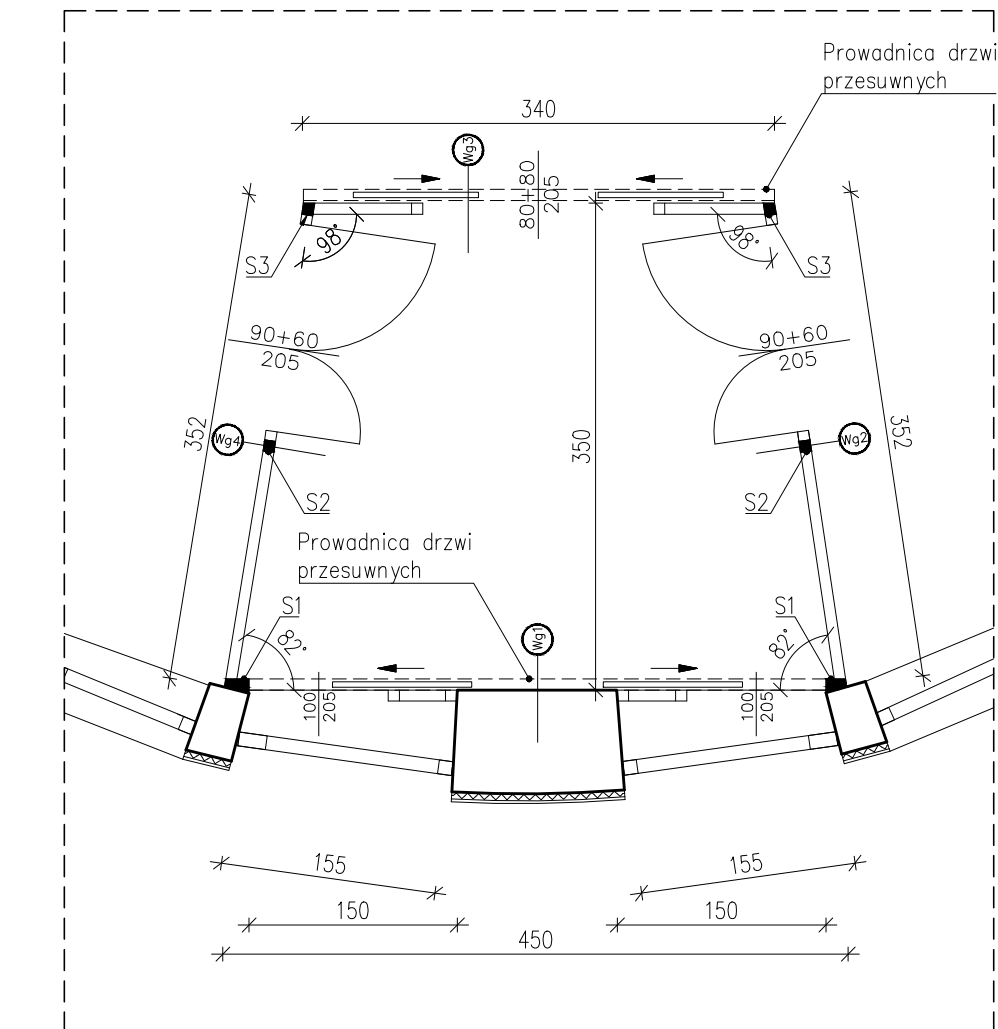 Prowadnica drzwi
przesuwnych
340
Wg3
80+80
205
98°
98°
S3
S3
90+60
205
90+60
205
352
Wg4
350
Wg2
352
S2
S2
Prowadnica drzwi
przesuwnych
S1
S1
82°
Wg1
82°
100
205
100
205
155
155
150
150
450